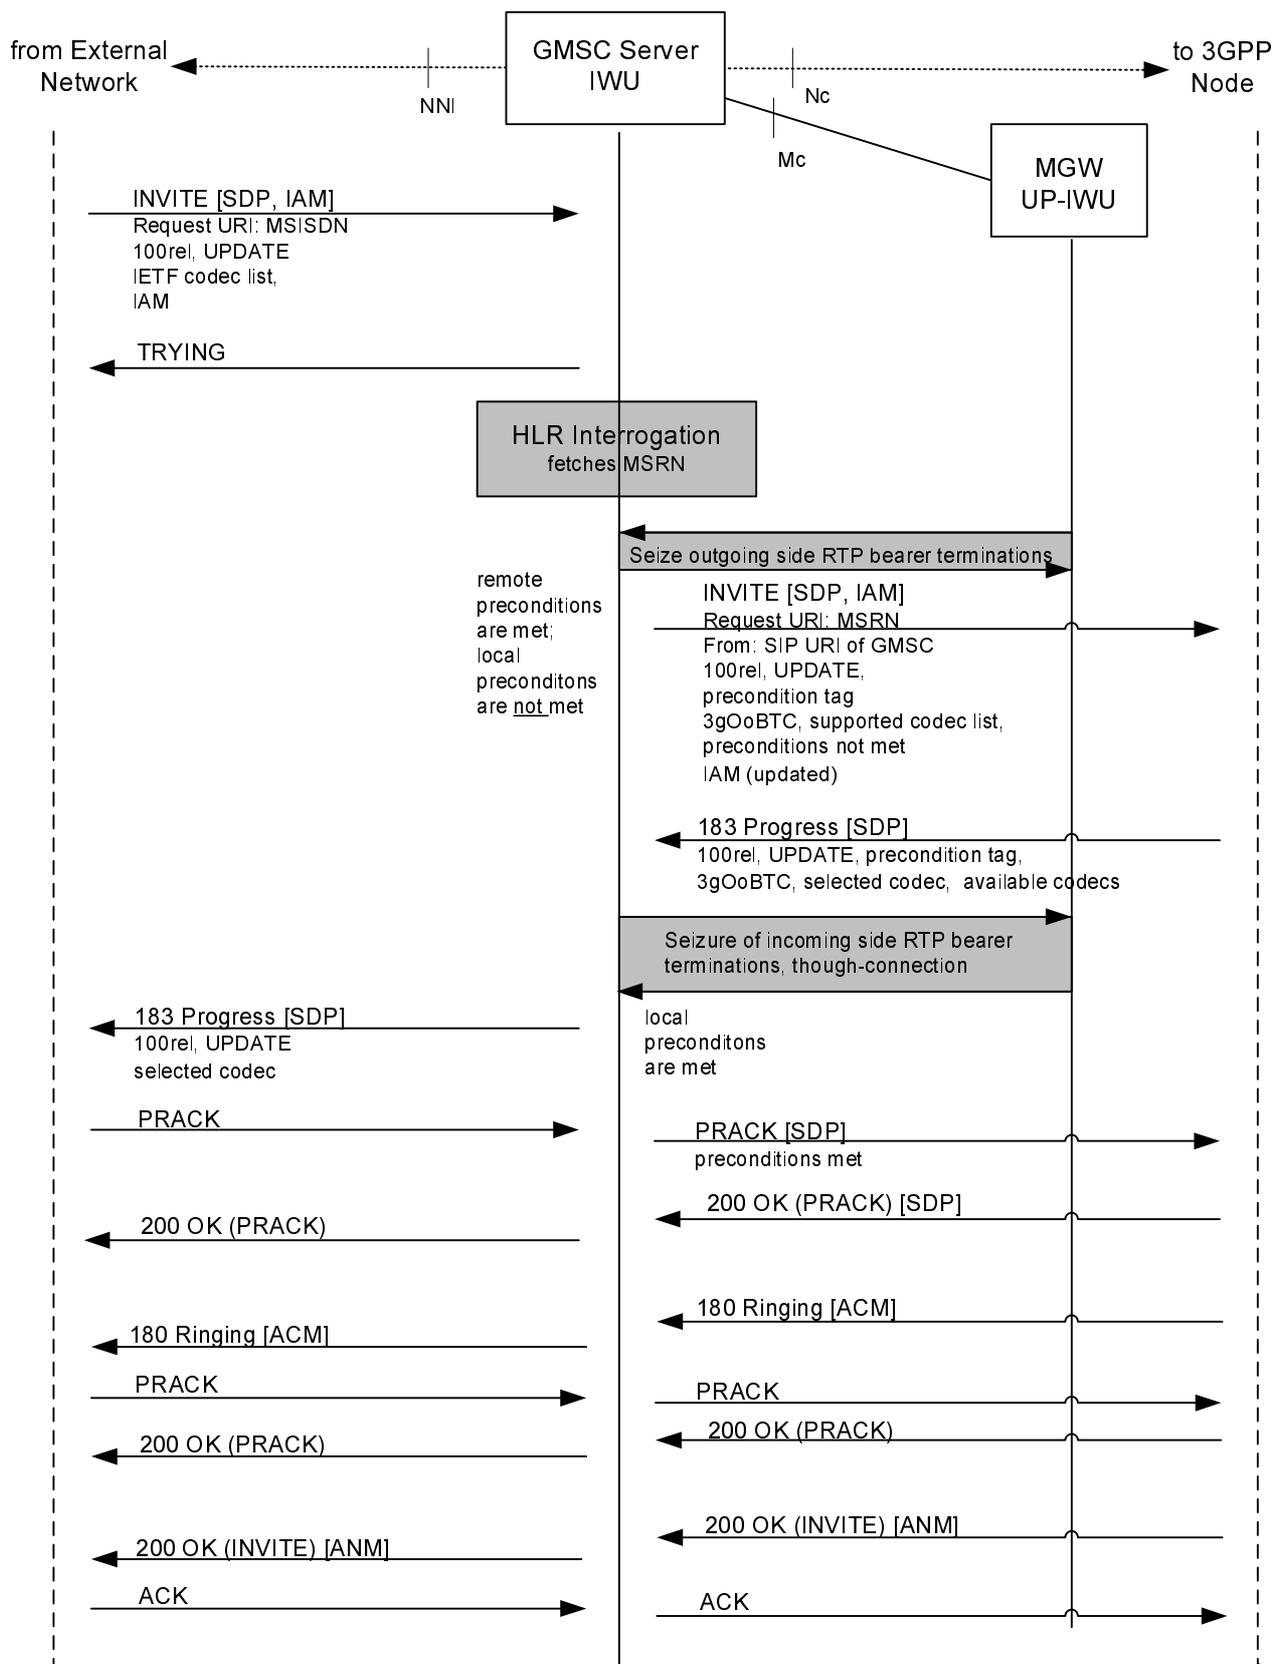 from External
Network
GMSC Server
IWU
to 3GPP
Node
NNI
Nc
Mc
MGW
UP-IWU
INVITE [SDP, IAM]
Request URI: MSISDN
100rel, UPDATE
IETF codec list,
IAM
TRYING
HLR Interrogation
fetches MSRN
Seize outgoing side RTP bearer terminations
remote
preconditions
are met;
local
preconditons
are not met
INVITE [SDP, IAM]
Request URI: MSRN
From: SIP URI of GMSC
100rel, UPDATE,
precondition tag
3gOoBTC, supported codec list,
preconditions not met
IAM (updated)
183 Progress [SDP]
100rel, UPDATE, precondition tag,
3gOoBTC, selected codec, available codecs
Seizure of incoming side RTP bearer
terminations, though-connection
183 Progress [SDP]
100rel, UPDATE
selected codec
local
preconditons
are met
PRACK
PRACK [SDP]
preconditions met
200 OK (PRACK) [SDP]
200 OK (PRACK)
180 Ringing [ACM]
180 Ringing [ACM]
PRACK
PRACK
200 OK (PRACK)
200 OK (PRACK)
200 OK (INVITE) [ANM]
200 OK (INVITE) [ANM]
ACK
ACK